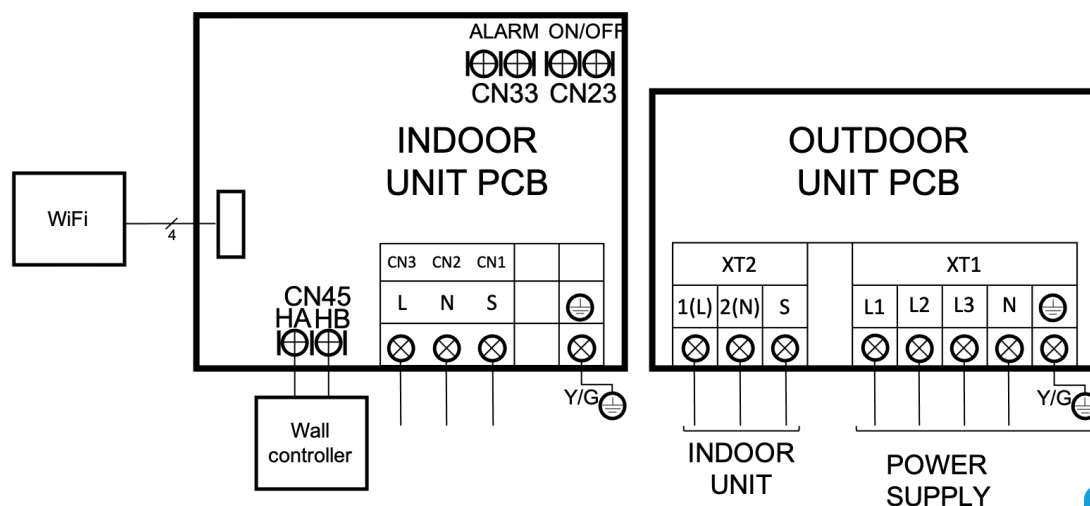 ALARM ON/OFF
CN33 CN23
INDOOR
UNIT PCB
WiFi
4
CN45
HA HB
Wall
controller
CN3 CN2 CN1
L N S
Y/G
OUTDOOR
UNIT PCB
XT2 XT1
1(L) 2(N) S L1 L2 L3 N
Y/G
INDOOR
UNIT
POWER
SUPPLY